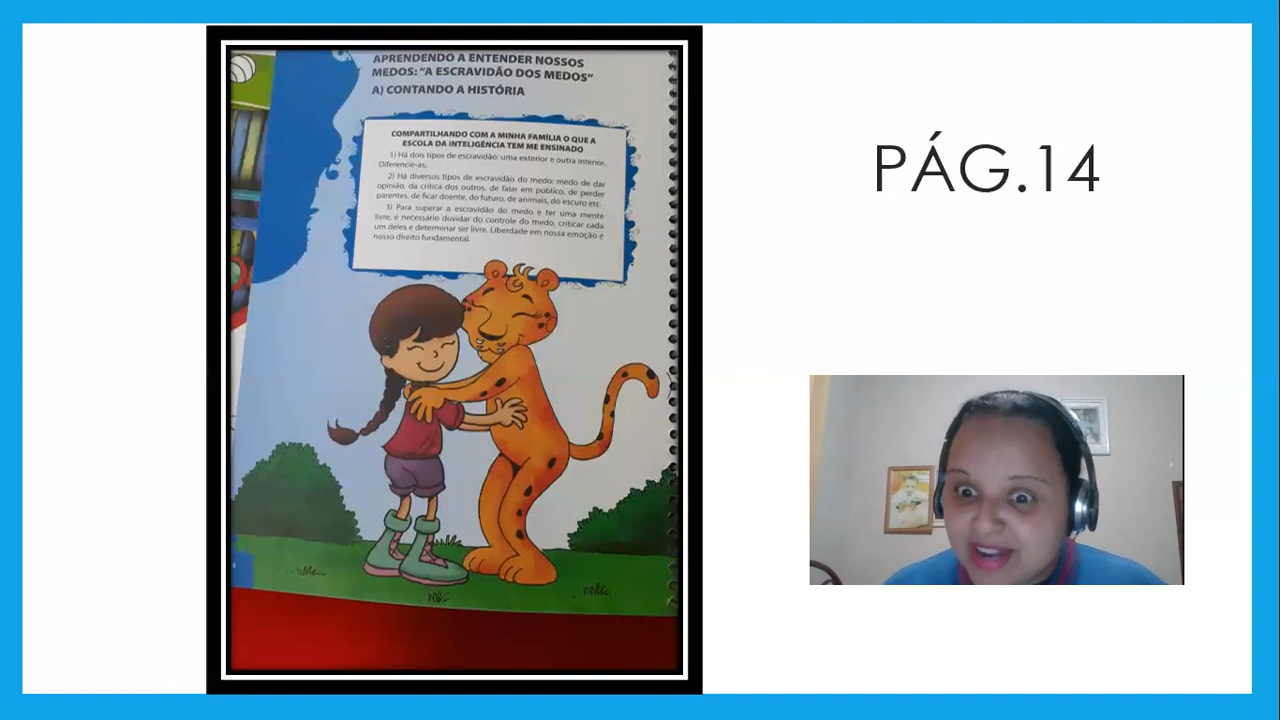 APRENDENDO A ENTENDER NOSSOS
MEDOS: "A ESCRAVIDÃO DOS MEDOS"
A) CONTANDO A HISTÓRIA
COMPARTILHANDO COM A MINHA FAMÍLIA O QUE A
ESCOLA DA INTELIGÊNCIA TEM ME ENSINADO
1) Há dois tipos de escravidão: uma exterior e outra interior.
Diferencie-as.
2) Há diversos tipos de escravidão do medo: medo de dar
opinião, da crítica dos outros, de falar em público, de perder
parentes, de ficar doente, do futuro, de animais, do escuro etc.
3) Para superar a escravidão do medo e ter uma mente
livre, é necessário duvidar do controle do medo, criticar cada
um deles e determinar ser livre. Liberdade em nossa emoção é
nosso direito fundamental.
PÁG.14